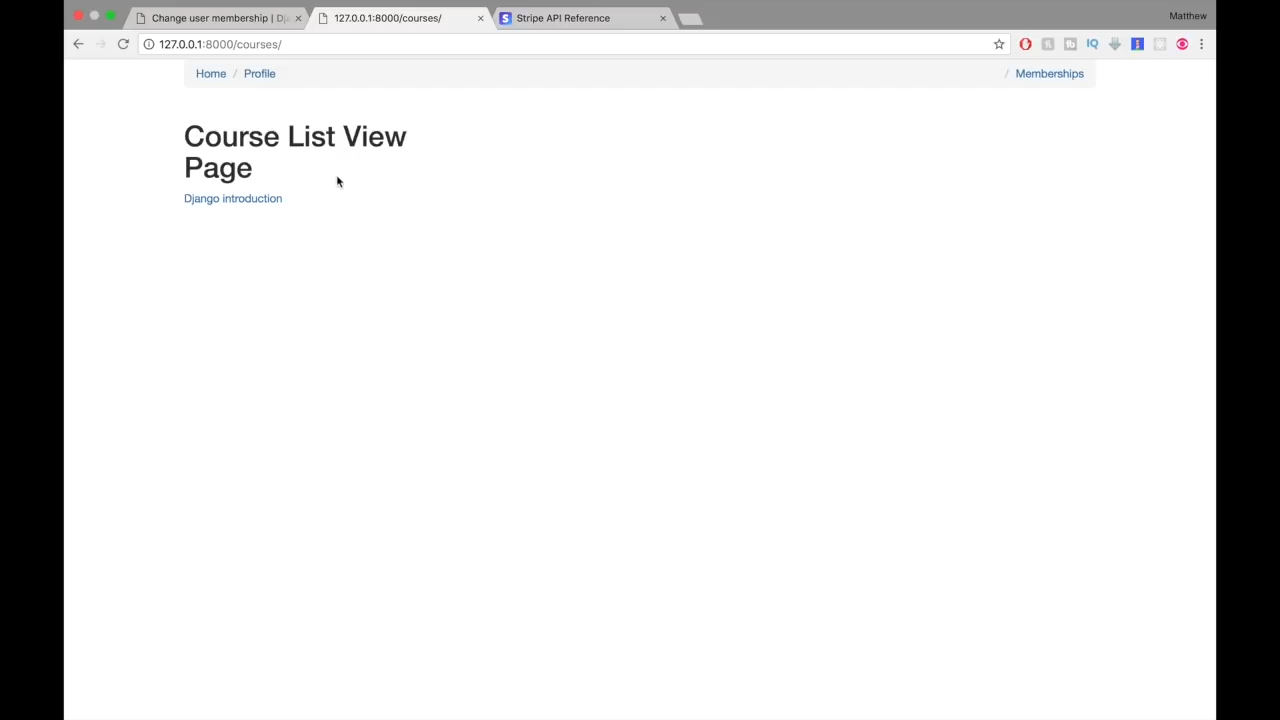 Change user membership | Dj
127.0.0.1:8000/courses/
Stripe API Reference
Matthew
127.0.0.1:8000/courses/
Home / Profile
/ Memberships
Course List View
Page
Django introduction